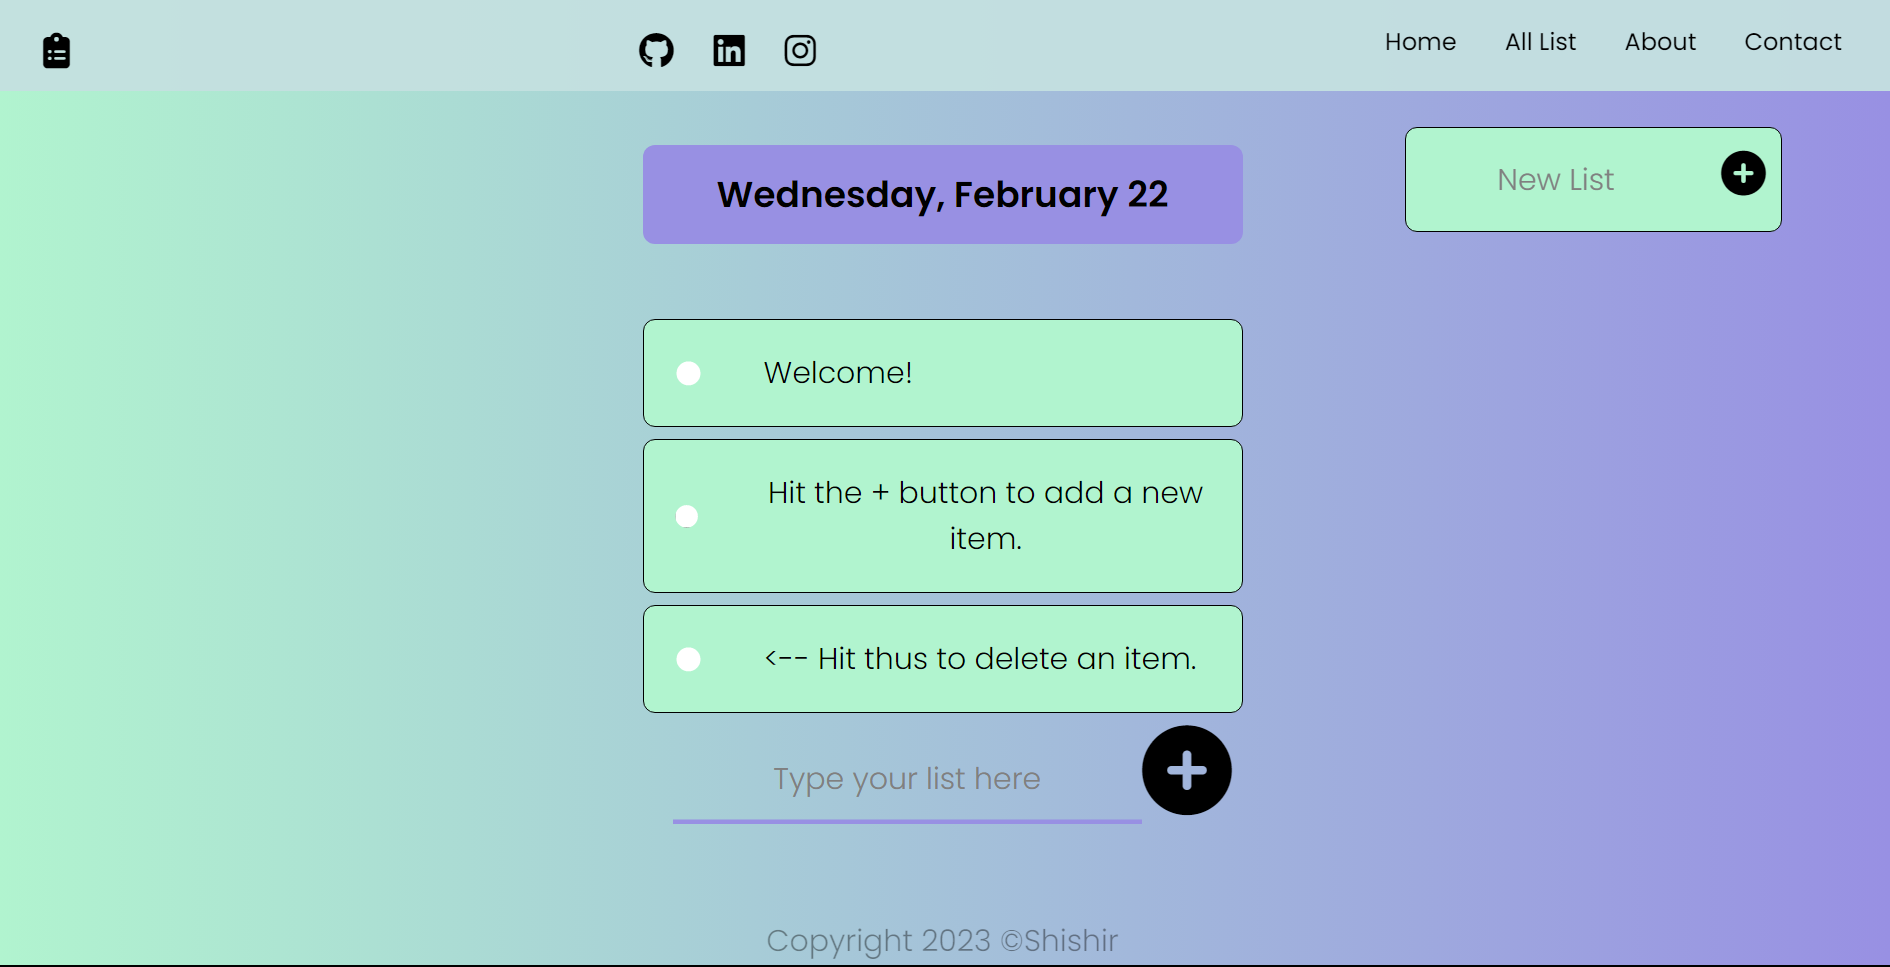 Home All List About Contact
Wednesday, February 22
New List
Welcome!
Hit the + button to add a new
item.
<-- Hit thus to delete an item.
Type your list here
Copyright 2023 ©Shishir